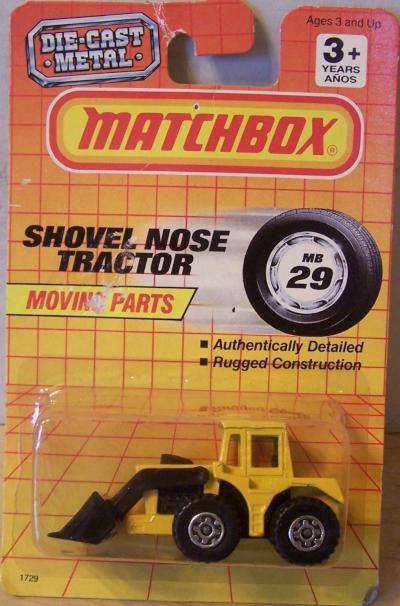 DIE-CAST
METAL
Ages 3 and Up
3+
YEARS
AÑOS
MATCHBOX®
SHOVEL NOSE
TRACTOR
MOVING PARTS
MB
29
■ Authentically Detailed
■ Rugged Construction
1729